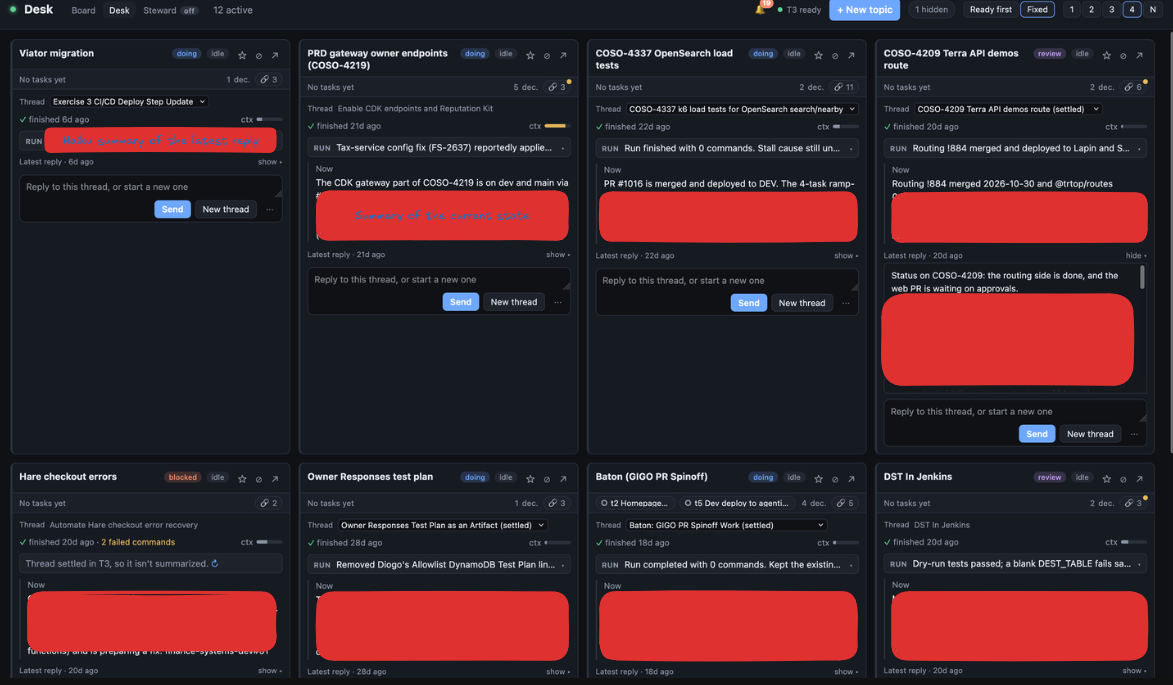 Desk Board Desk Steward off 12 active 19 T3 ready + New topic 1 hidden Ready first Fixed 1 2 3 4 N
Viator migration doing idle
No tasks yet 1 dec. 3
Thread Exercise 3 CI/CD Deploy Step Update
finished 6d ago ctx
RUN
Latest reply · 6d ago show
Reply to this thread, or start a new one
Send New thread ...
PRD gateway owner endpoints (COSO-4219) doing idle
No tasks yet 5 dec. 3
Thread Enable CDK endpoints and Reputation Kit
finished 21d ago ctx
RUN Tax-service config fix (FS-2637) reportedly applie...
Now
The CDK gateway part of COSO-4219 is on dev and main via
Summary of the current state
Latest reply · 21d ago show
Reply to this thread, or start a new one
Send New thread ...
COSO-4337 OpenSearch load tests doing idle
No tasks yet 2 dec. 11
Thread COSO-4337 k6 load tests for OpenSearch search/nearby
finished 22d ago ctx
RUN Run finished with 0 commands. Stall cause still un...
Now
PR #1016 is merged and deployed to DEV. The 4-task ramp-
Latest reply · 22d ago show
Reply to this thread, or start a new one
Send New thread ...
COSO-4209 Terra API demos route review idle
No tasks yet 2 dec. 6
Thread COSO-4209 Terra API demos route (settled)
finished 20d ago ctx
RUN Routing !884 merged and deployed to Lapin and S...
Now
Routing !884 merged 2026-10-30 and @trtop/routes
Latest reply · 20d ago hide
Status on COSO-4209: the routing side is done, and the
web PR is waiting on approvals.
Reply to this thread, or start a new one
Send New thread ...
Hare checkout errors blocked idle
No tasks yet 2
Thread Automate Hare checkout error recovery
finished 20d ago · 2 failed commands ctx
Thread settled in T3, so it isn't summarized.
Now
functions) and is preparing a fix:
Latest reply · 20d ago show
Owner Responses test plan doing idle
No tasks yet 1 dec. 3
Thread Owner Responses Test Plan as an Artifact (settled)
finished 28d ago ctx
RUN Removed Diogo's Allowlist DynamoDB Test Plan lin...
Now
Latest reply · 28d ago show
Baton (GIGO PR Spinoff) doing idle
t2 Homepage... t5 Dev deploy to agenti... 4 dec. 5
Thread Baton: GIGO PR Spinoff Work (settled)
finished 18d ago ctx
RUN Run completed with 0 commands. Kept the existin...
Now
Latest reply · 18d ago show
DST In Jenkins review idle
No tasks yet 2 dec. 3
Thread DST In Jenkins
finished 20d ago ctx
RUN Dry-run tests passed; a blank DEST_TABLE fails sa...
Now
Latest reply · 20d ago show